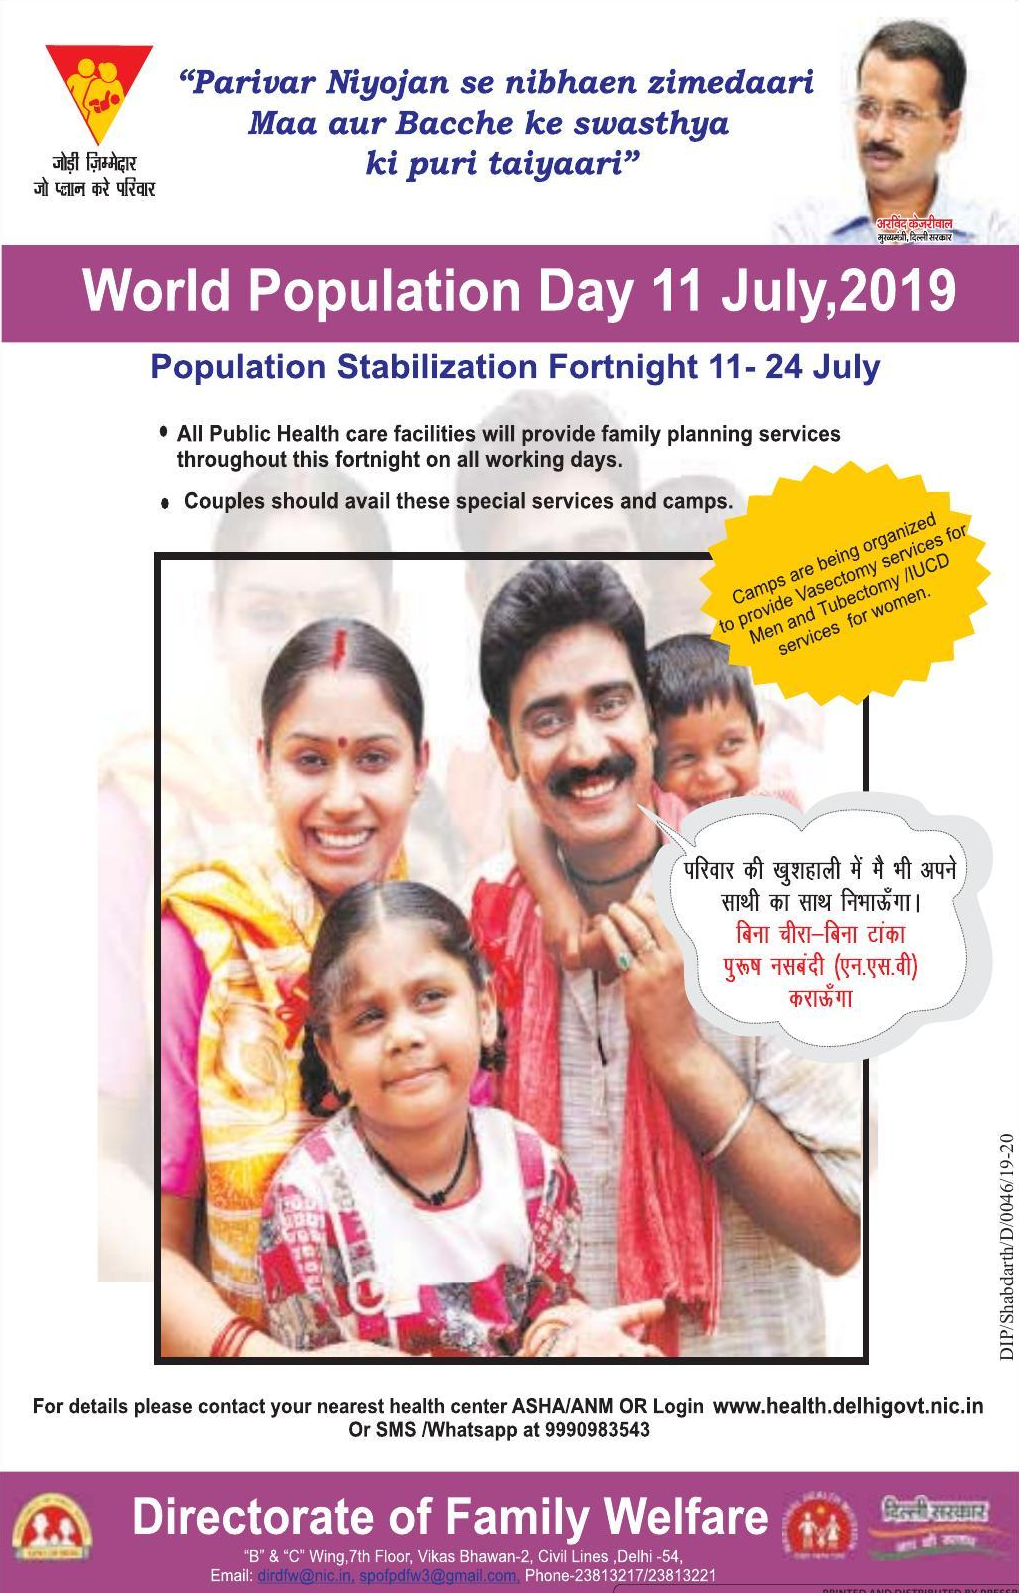 जोड़ी ज़िम्मेदार
जो प्लान करे परिवार
“Parivar Niyojan se nibhaen zimedaari
Maa aur Bacche ke swasthya
ki puri taiyaari”
अरविंद केजरीवाल
मुख्यमंत्री, दिल्ली सरकार
World Population Day 11 July,2019
Population Stabilization Fortnight 11- 24 July
• All Public Health care facilities will provide family planning services
throughout this fortnight on all working days.
• Couples should avail these special services and camps.
Camps are being organized
to provide Vasectomy services for
Men and Tubectomy /IUCD
services for women.
परिवार की खुशहाली में मै भी अपने
साथी का साथ निभाऊँगा।
बिना चीरा–बिना टांका
पुरूष नसबंदी (एन.एस.वी)
कराऊँगा
DIP/Shabdarth/D/0046/19-20
For details please contact your nearest health center ASHA/ANM OR Login www.health.delhigovt.nic.in
Or SMS /Whatsapp at 9990983543
Directorate of Family Welfare
“B” & “C” Wing,7th Floor, Vikas Bhawan-2, Civil Lines ,Delhi -54,
Email: dirdfw@nic.in, spofpdfw3@gmail.com, Phone-23813217/23813221
दिल्ली सरकार
आप की सरकार